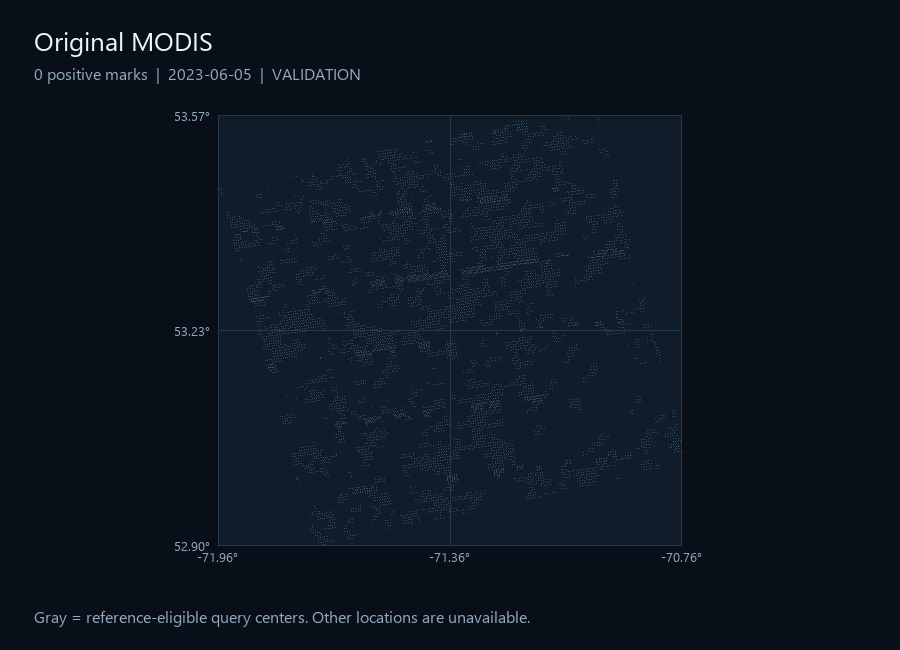 Original MODIS
0 positive marks | 2023-06-05 | VALIDATION
53.57°
53.23°
52.90°
-71.96°
-71.36°
-70.76°
Gray = reference-eligible query centers. Other locations are unavailable.